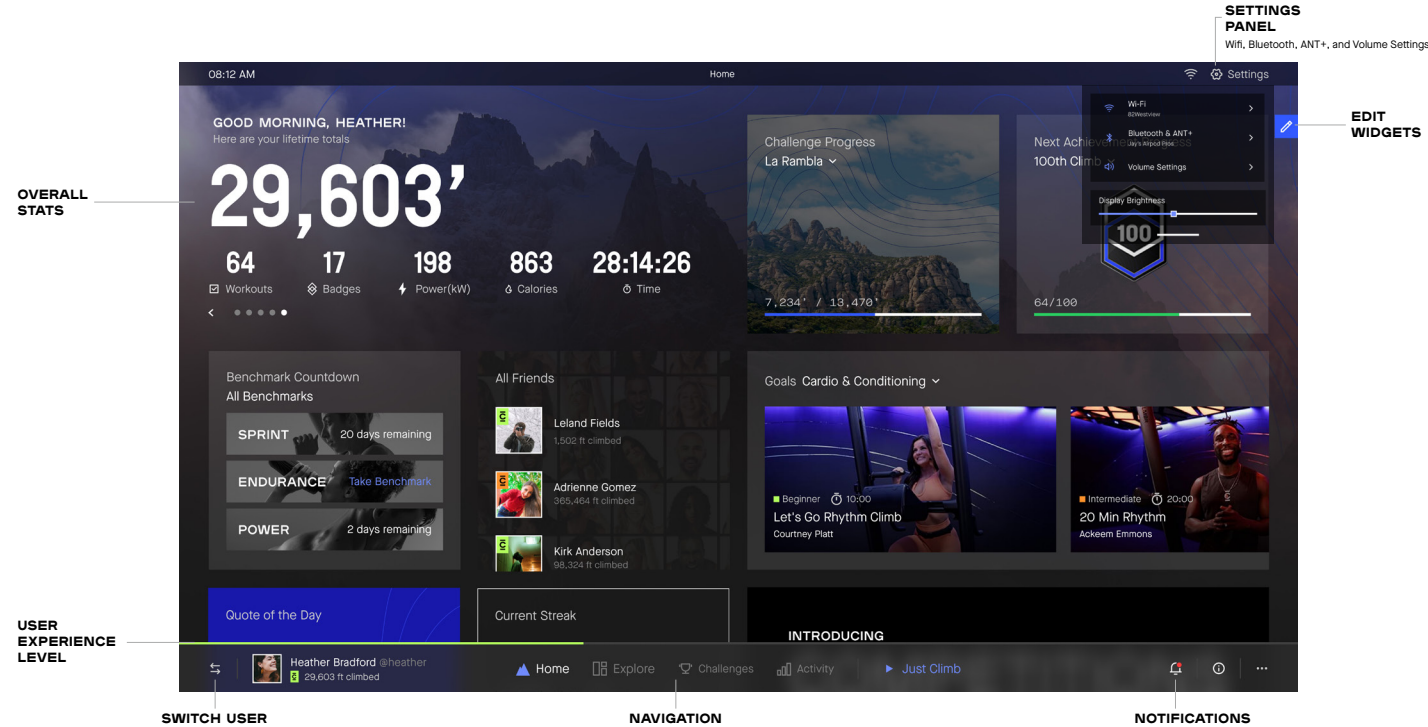 SETTINGS
PANEL
Wifi, Bluetooth, ANT+, and Volume Settings
08:12 AM
Home
Settings
GOOD MORNING, HEATHER!
Here are your lifetime totals
29,603’
64
17
198
863
28:14:26
Workouts
Badges
Power(kW)
Calories
Time
Challenge Progress
La Rambla
7,234' / 13,470'
Next Achievement Progress
100th Climb
100
64/100
Wi-Fi
82Westview
Bluetooth & ANT+
Jay's Airpod Pros
Volume Settings
Display Brightness
EDIT
WIDGETS
OVERALL
STATS
Benchmark Countdown
All Benchmarks
SPRINT
20 days remaining
ENDURANCE
Take Benchmark
POWER
2 days remaining
All Friends
Leland Fields
1,502 ft climbed
Adrienne Gomez
365,464 ft climbed
Kirk Anderson
98,324 ft climbed
Goals Cardio & Conditioning
Beginner 10:00
Let's Go Rhythm Climb
Courtney Platt
Intermediate 20:00
20 Min Rhythm
Ackeem Emmons
Quote of the Day
Current Streak
INTRODUCING
USER
EXPERIENCE
LEVEL
Heather Bradford @heather
29,603 ft climbed
Home
Explore
Challenges
Activity
Just Climb
SWITCH USER
NAVIGATION
NOTIFICATIONS